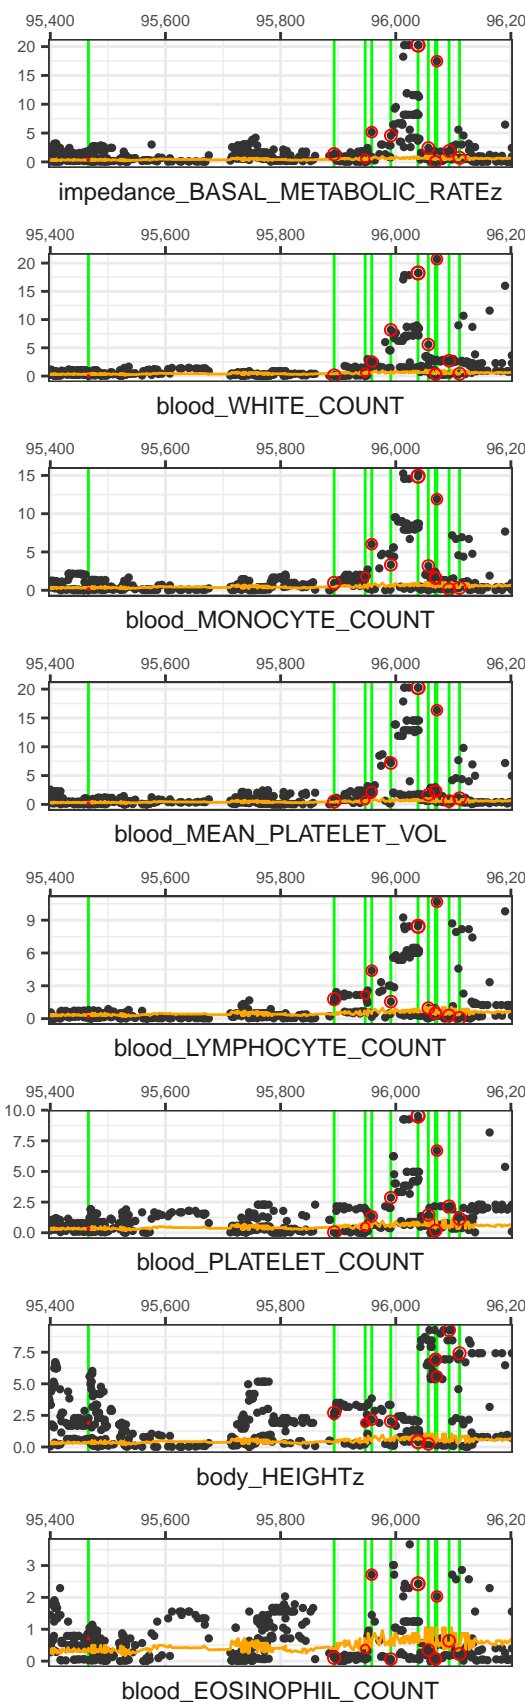 95,400 95,600 95,800 96,000 96,20
20
15
10
5
0
impedance_BASAL_METABOLIC_RATEz
95,400 95,600 95,800 96,000 96,20
20
15
10
5
0
blood_WHITE_COUNT
95,400 95,600 95,800 96,000 96,20
15
10
5
0
blood_MONOCYTE_COUNT
95,400 95,600 95,800 96,000 96,20
20
15
10
5
0
blood_MEAN_PLATELET_VOL
95,400 95,600 95,800 96,000 96,20
9
6
3
0
blood_LYMPHOCYTE_COUNT
95,400 95,600 95,800 96,000 96,20
10.0
7.5
5.0
2.5
0.0
blood_PLATELET_COUNT
95,400 95,600 95,800 96,000 96,20
7.5
5.0
2.5
0.0
body_HEIGHTz
95,400 95,600 95,800 96,000 96,20
3
2
1
0
blood_EOSINOPHIL_COUNT